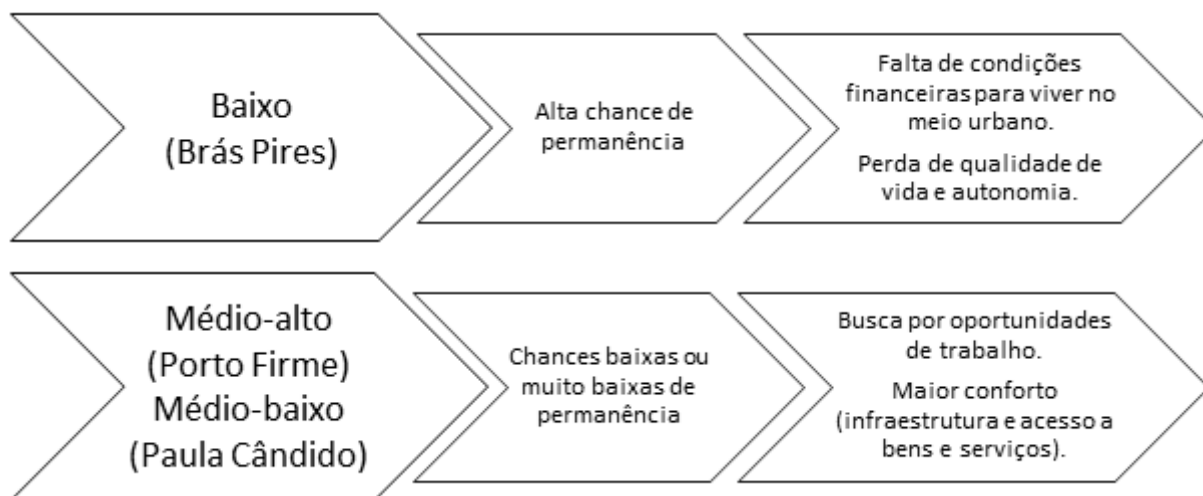 Baixo
(Brás Pires)
Alta chance de
permanência
Falta de condições
financeiras para viver no
meio urbano.
Perda de qualidade de
vida e autonomia.
Médio-alto
(Porto Firme)
Médio-baixo
(Paula Cândido)
Chances baixas ou
muito baixas de
permanência
Busca por oportunidades
de trabalho.
Maior conforto
(infraestrutura e acesso a
bens e serviços).